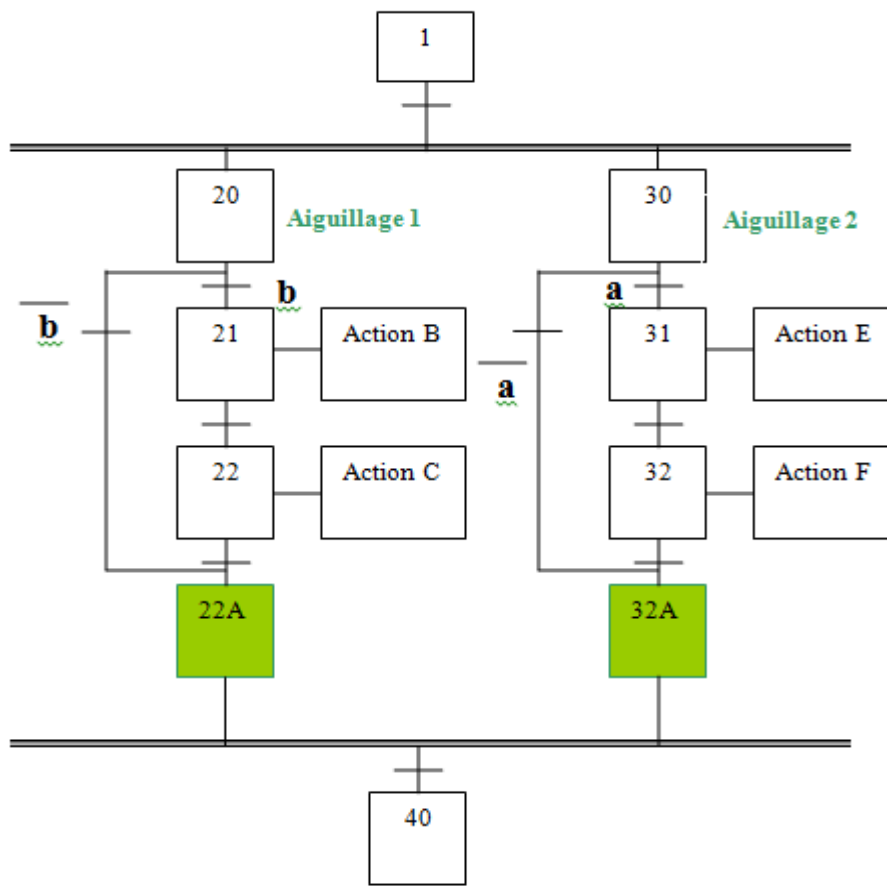 1
20
Aiguillage 1
30
Aiguillage 2
b
b
21
Action B
a
a
31
Action E
22
Action C
32
Action F
22A
32A
40